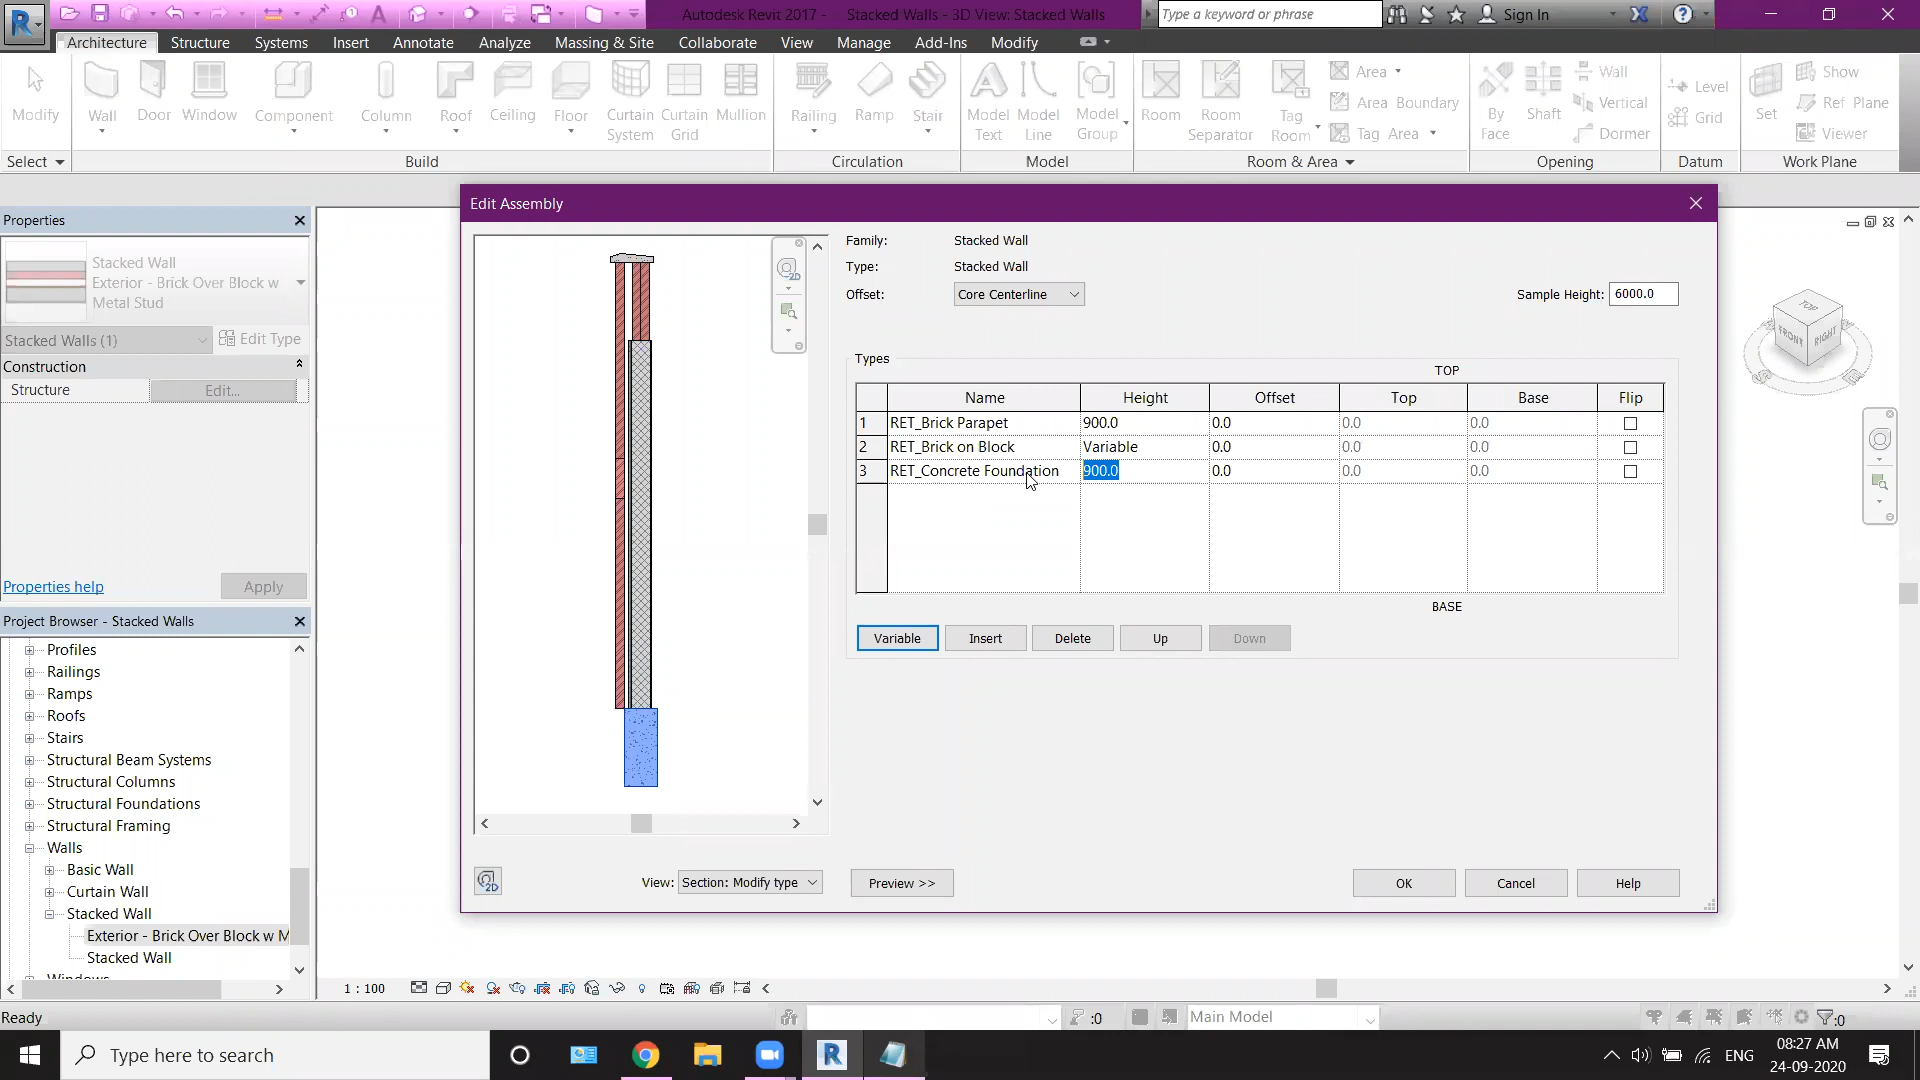 Autodesk Revit 2017 - Stacked Walls - 3D View: Stacked Walls
Type a keyword or phrase
Sign In
Architecture Structure Systems Insert Annotate Analyze Massing & Site Collaborate View Manage Add-Ins Modify
Modify
Wall
Door
Window
Component
Column
Roof
Ceiling
Floor
Curtain System
Curtain Grid
Mullion
Railing
Ramp
Stair
Model Text
Model Line
Model Group
Room
Room Separator
Tag Room
Area
Area Boundary
Tag Area
By Face
Shaft
Wall
Vertical
Dormer
Level
Grid
Set
Show
Ref Plane
Viewer
Select Build Circulation Model Room & Area Opening Datum Work Plane
Properties
Stacked Wall
Exterior - Brick Over Block w
Metal Stud
Stacked Walls (1) Edit Type
Construction
Structure Edit...
Properties help Apply
Project Browser - Stacked Walls
Profiles
Railings
Ramps
Roofs
Stairs
Structural Beam Systems
Structural Columns
Structural Foundations
Structural Framing
Walls
Basic Wall
Curtain Wall
Stacked Wall
Exterior - Brick Over Block w M
Stacked Wall
Windows
Edit Assembly
Family: Stacked Wall
Type: Stacked Wall
Offset: Core Centerline Sample Height: 6000.0
Types
TOP
Name Height Offset Top Base Flip
1 RET_Brick Parapet 900.0 0.0 0.0 0.0
2 RET_Brick on Block Variable 0.0 0.0 0.0
3 RET_Concrete Foundation 900.0 0.0 0.0 0.0
BASE
Variable Insert Delete Up Down
2D
2D
View: Section: Modify type Preview >> OK Cancel Help
TOP
FRONT
RIGHT
1 : 100
Ready :0 Main Model :0
Type here to search
ENG
08:27 AM
24-09-2020